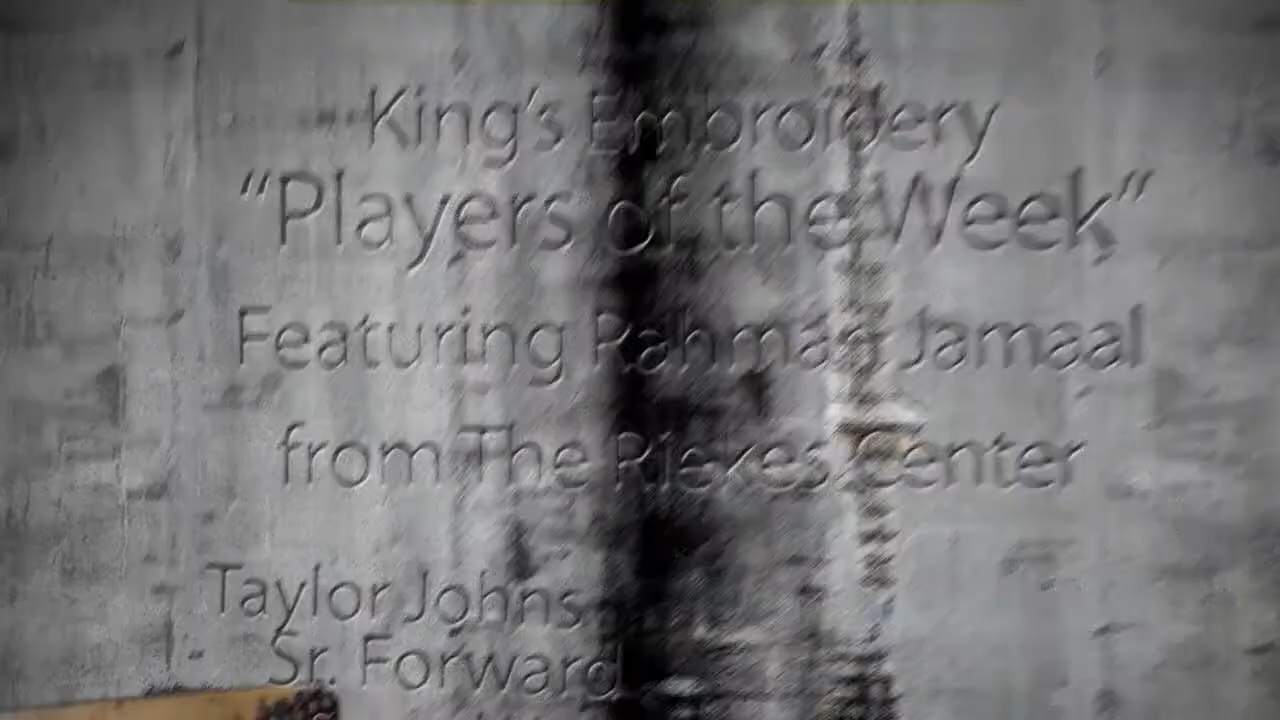 King's Embroidery
“Players of the Week”
Featuring Rahman Jamaal
from The Riekes Center
Taylor Johns
Sr. Forward